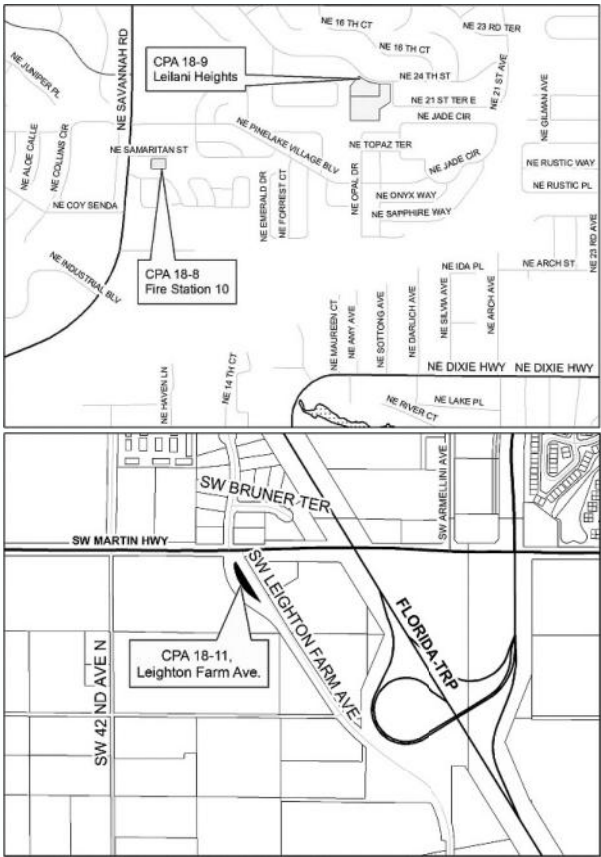 NE 16 TH CT
NE 23 RD TER
NE SAVANNAH RD
NE JUNIPER PL
CPA 18-9
Leilani Heights
NE 16 TH CT
NE 24 TH ST
NE 21 ST AVE
NE 21 ST TER E
NE GILMAN AVE
NE JADE CIR
NE PINELAKE VILLAGE BLV
NE ALOE CALLE
NE COLLINS CIR
NE SAMARITAN ST
NE TOPAZ TER
NE JADE CIR
NE RUSTIC WAY
NE OPAL DR
NE RUSTIC PL
NE EMERALD DR
NE FORREST CT
NE ONYX WAY
NE COY SENDA
NE SAPPHIRE WAY
NE 23 RD AVE
CPA 18-8
Fire Station 10
NE INDUSTRIAL BLV
NE IDA PL
NE ARCH ST
NE MAUREEN CT
NE AMY AVE
NE SOTTONG AVE
NE DARLICH AVE
NE SILVIA AVE
NE ARCH AVE
NE HAVEN LN
NE 14 TH CT
NE DIXIE HWY
NE DIXIE HWY
NE LAKE PL
NE RIVER CT
SW BRUNER TER
SW ARMELLINI AVE
SW MARTIN HWY
SW LEIGHTON FARM AVE
FLORIDA TRP
CPA 18-11,
Leighton Farm Ave.
SW 42 ND AVE N